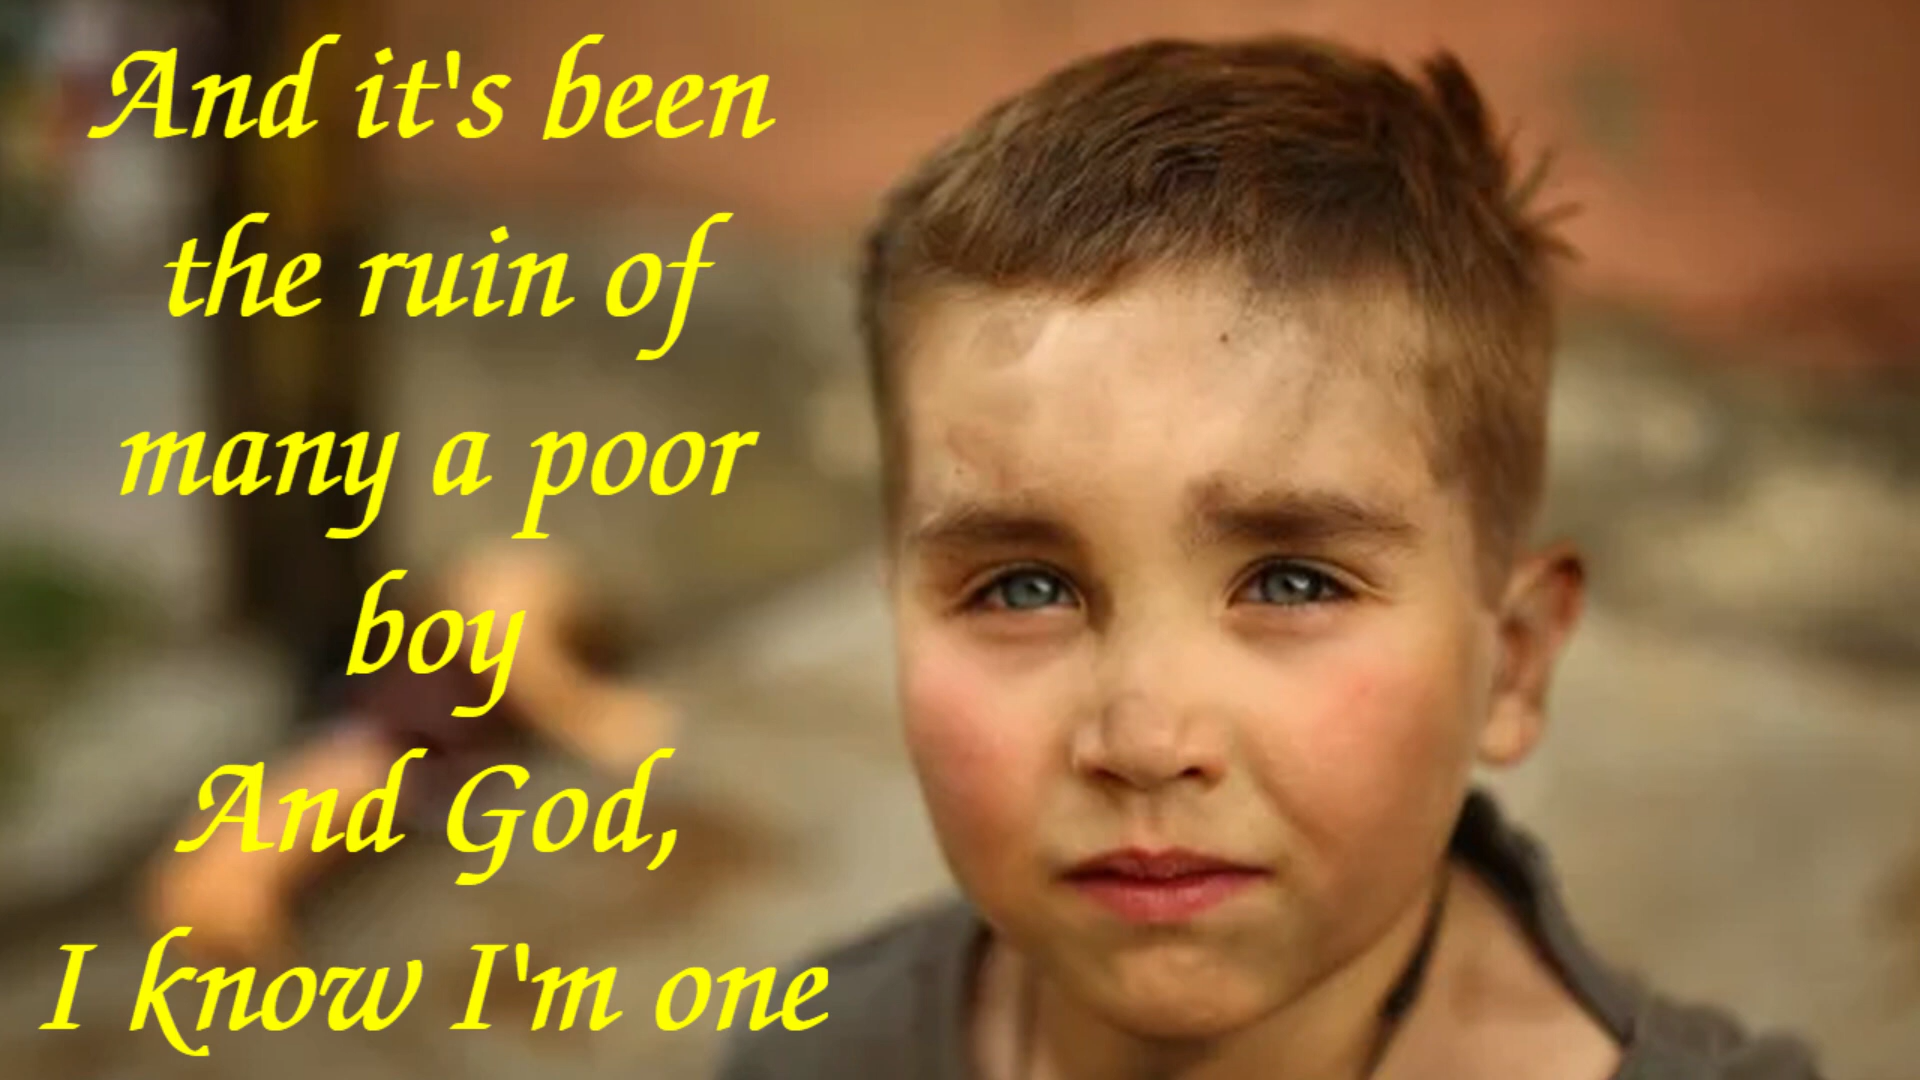 And it's been
the ruin of
many a poor
boy
And God,
I know I'm one